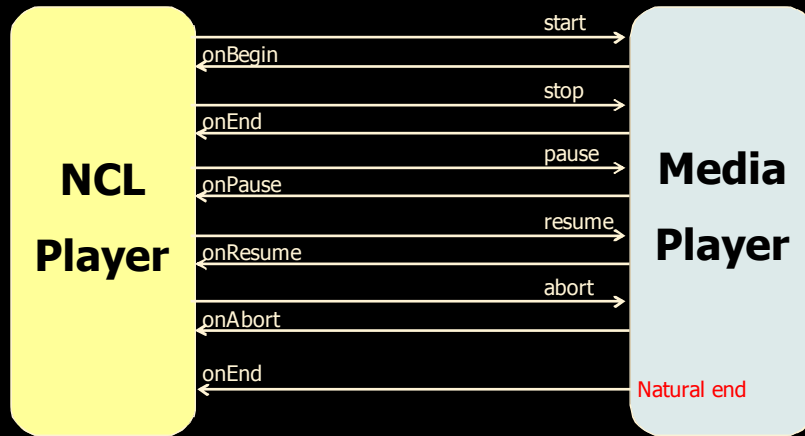 start
onBegin
stop
onEnd
pause
onPause
resume
onResume
abort
onAbort
onEnd
Natural end
NCL
Player
Media
Player